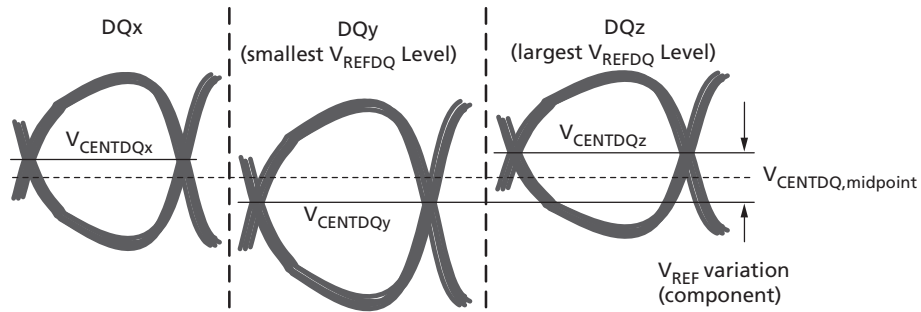 DQx
DQy
(smallest VREFDQ Level)
DQz
(largest VREFDQ Level)
VCENTDQx
VCENTDQy
VCENTDQz
VCENTDQ,midpoint
VREF variation
(component)